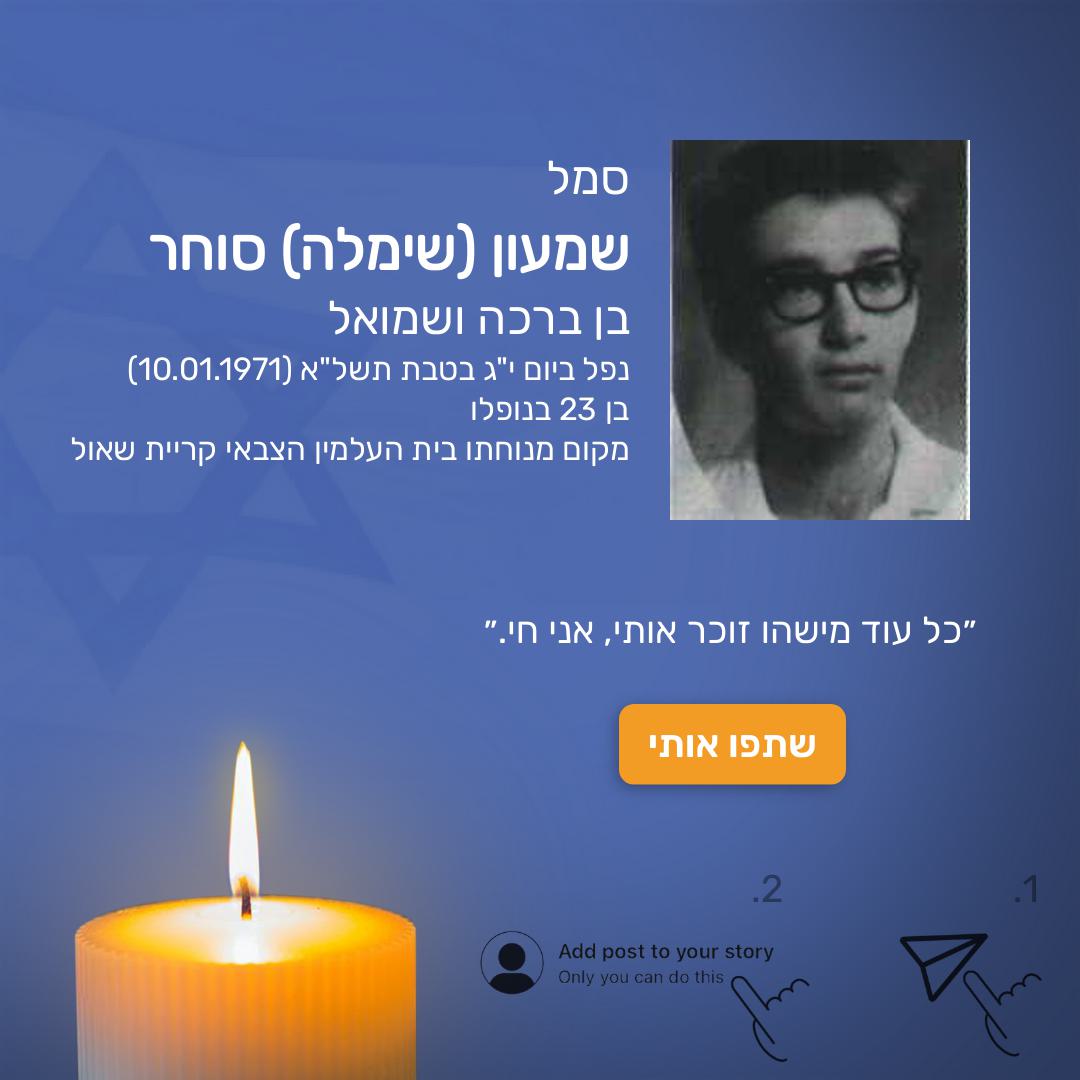 סמל
שמעון (שימלה) סוחר
בן ברכה ושמואל
נפל ביום י"ג בטבת תשל"א (10.01.1971)
בן 23 בנופלו
מקום מנוחתו בית העלמין הצבאי קריית שאול
״כל עוד מישהו זוכר אותי, אני חי.״
שתפו אותי
1.
2.
Add post to your story
Only you can do this